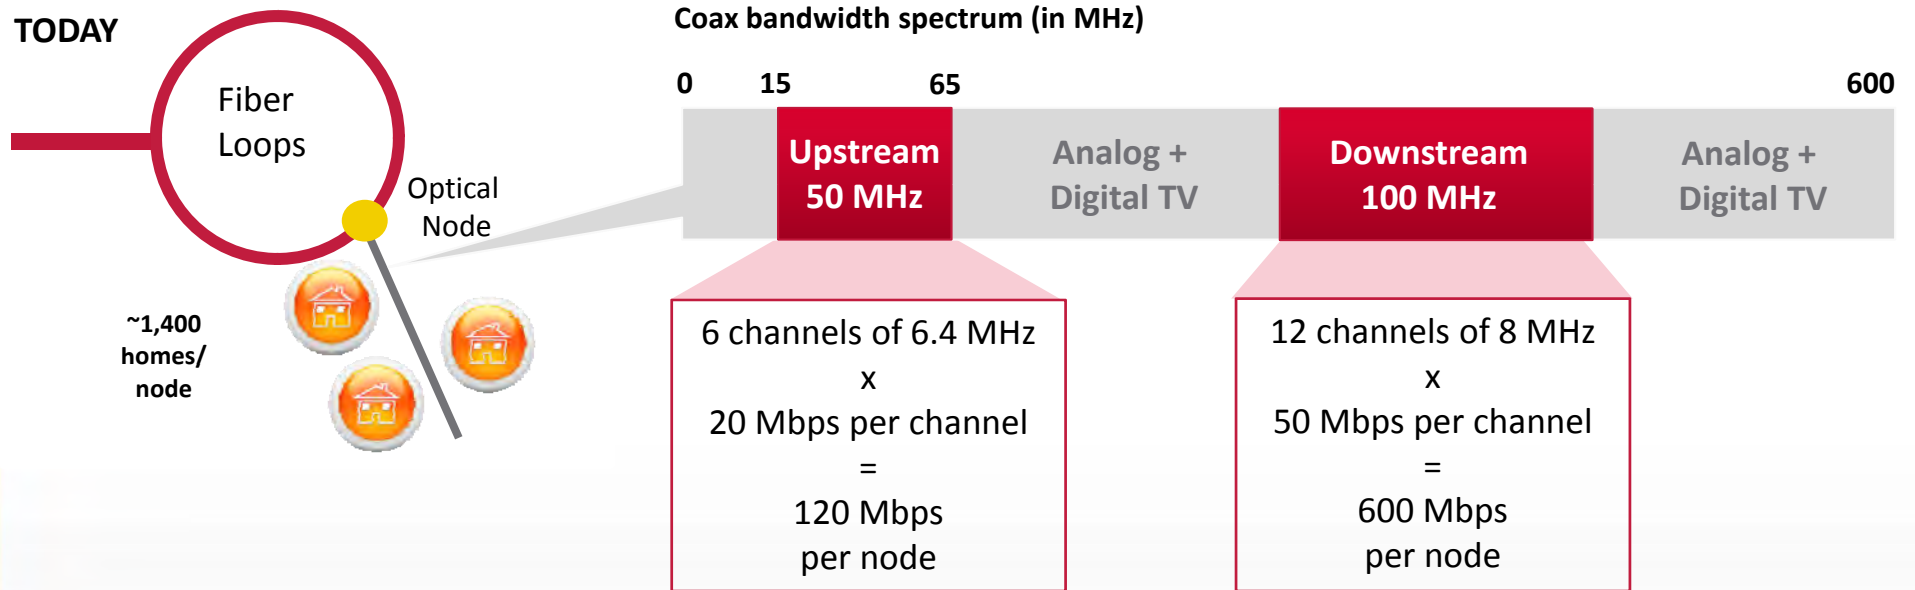 TODAY
Coax bandwidth spectrum (in MHz)
0 15 65 600
Fiber
Loops
Optical
Node
~1,400
homes/
node
Upstream
50 MHz
Analog +
Digital TV
Downstream
100 MHz
Analog +
Digital TV
6 channels of 6.4 MHz
x
20 Mbps per channel
=
120 Mbps
per node
12 channels of 8 MHz
x
50 Mbps per channel
=
600 Mbps
per node